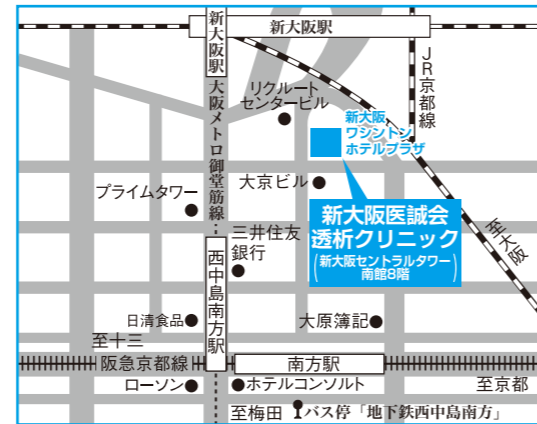 新大阪駅
新大阪駅
大阪メトロ御堂筋線
JR京都線
リクルート
センタービル
新大阪
ワシントン
ホテルプラザ
大京ビル
プライムタワー
新大阪医誠会
透析クリニック
(新大阪セントラルタワー
南館8階)
三井住友
銀行
至大阪
西中島南方駅
日清食品
大原簿記
至十三
阪急京都線
南方駅
ローソン
ホテルコンソルト
至京都
至梅田
バス停「地下鉄西中島南方」